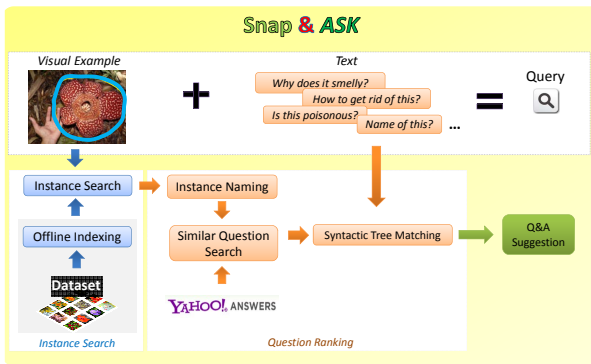 Snap & ASK
Visual Example
Text
Query
Why does it smelly?
How to get rid of this?
Is this poisonous?
Name of this?
...
Instance Search
Instance Naming
Offline Indexing
Similar Question
Search
Syntactic Tree Matching
Q&A
Suggestion
Dataset
YAHOO! ANSWERS
Instance Search
Question Ranking